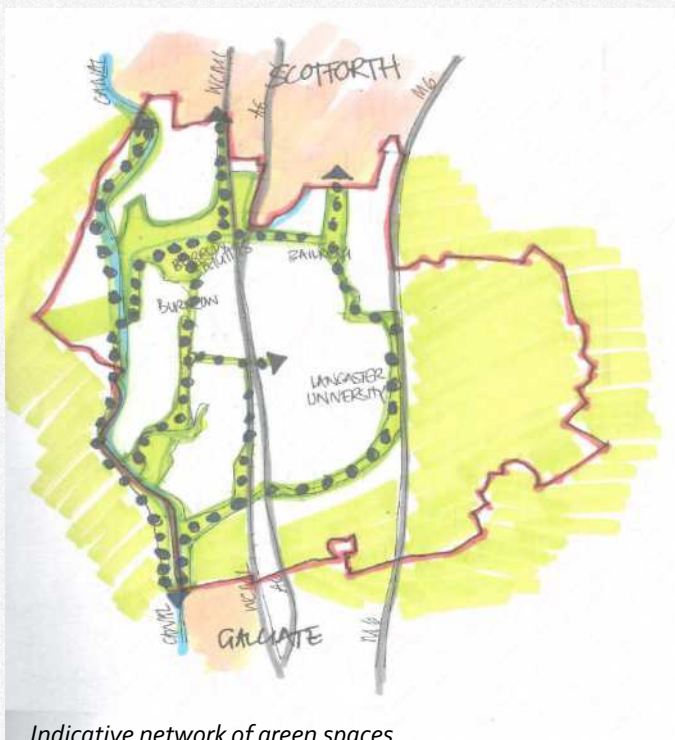 CANAL
WCML
A6
SCOTFORTH
M6
BURROW
BAILRIGG
BURROW
LANCASTER
UNIVERSITY
CANAL
WCML
A6
GALGATE
M6
Indicative network of green spaces